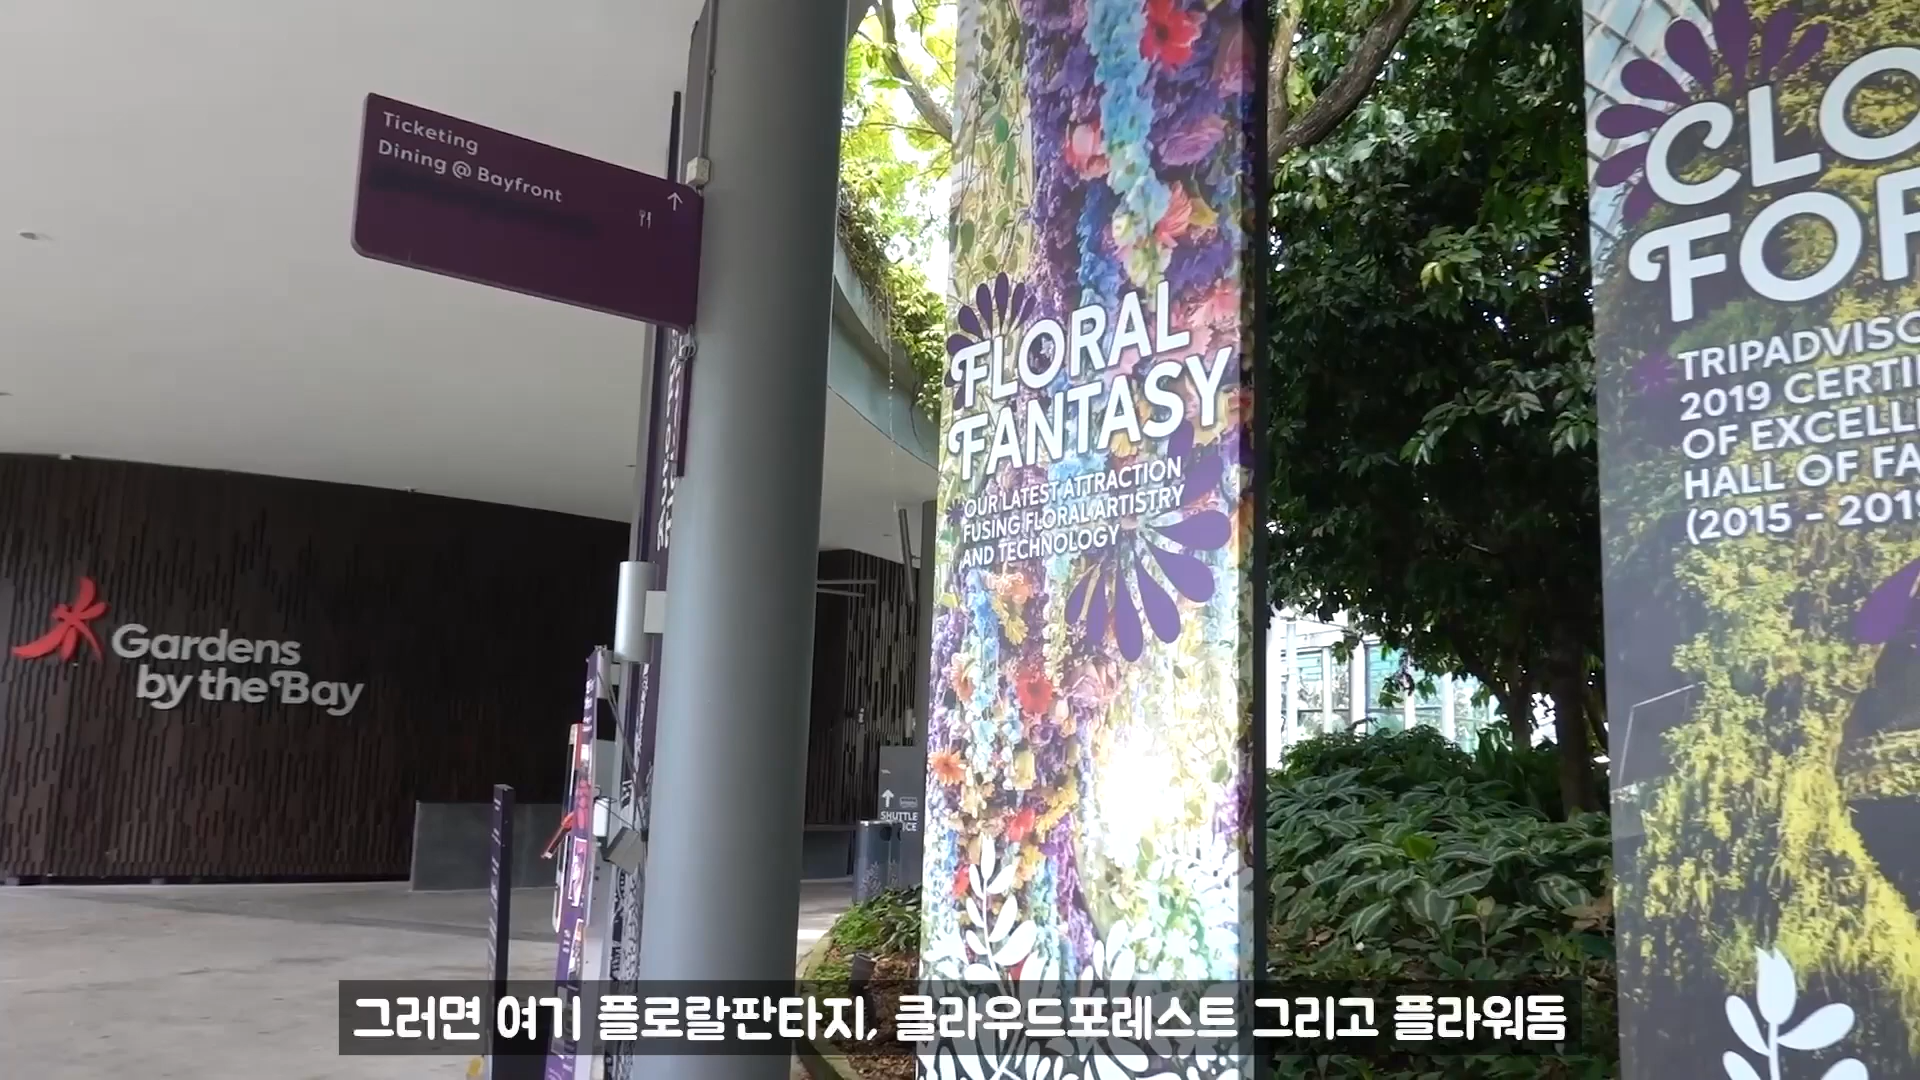 Ticketing
Dining @ Bayfront
Gardens
by the Bay
FLORAL
FANTASY
OUR LATEST ATTRACTION
FUSING FLORAL ARTISTRY
AND TECHNOLOGY
SHUTTLE
CLO
FOR
TRIPADVISO
2019 CERTI
OF EXCELL
HALL OF FA
(2015 - 2019
그러면 여기 플로랄판타지, 클라우드포레스트 그리고 플라워돔